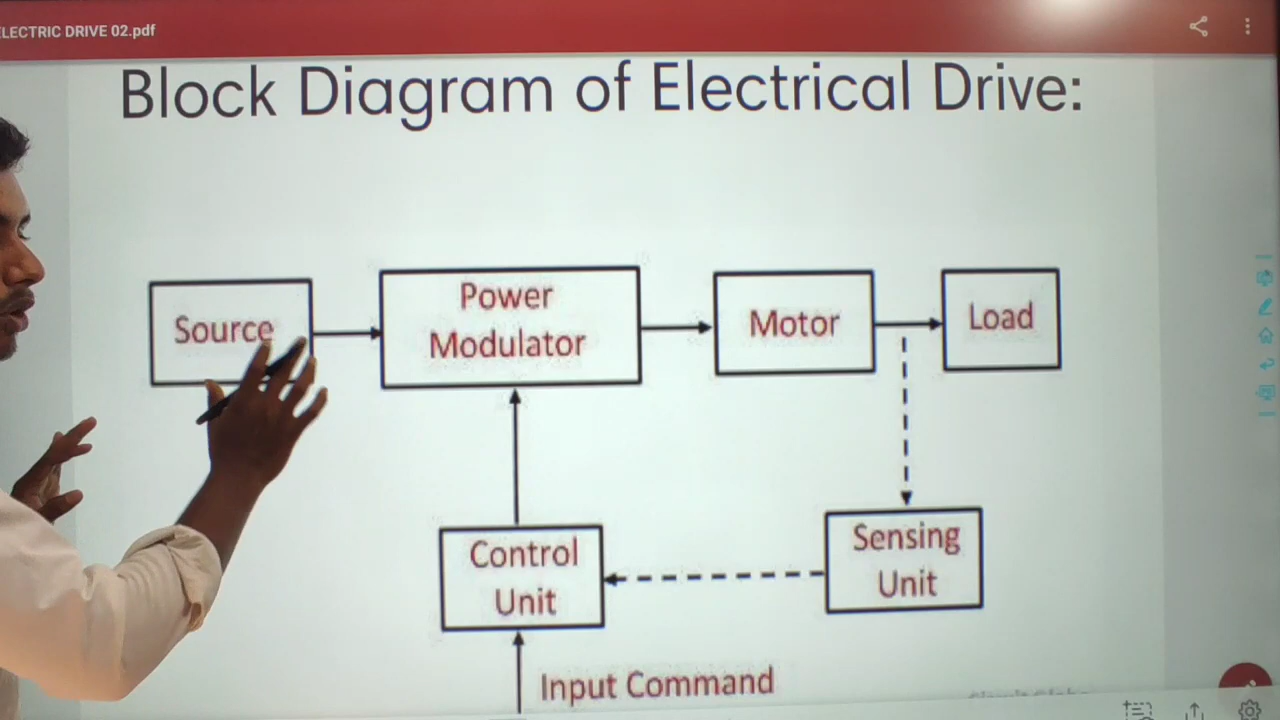 ELECTRIC DRIVE 02.pdf
Block Diagram of Electrical Drive:
Source
Power
Modulator
Motor
Load
Control
Unit
Sensing
Unit
Input Command